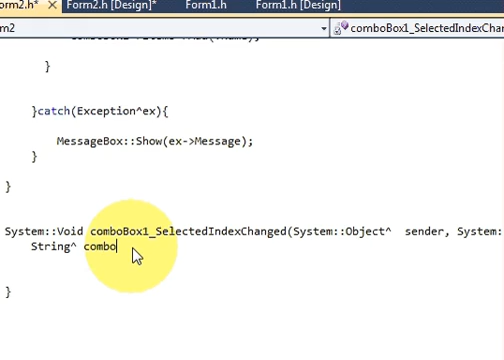 Form2.h* × Form2.h [Design]* Form1.h Form1.h [Design]
m2 comboBox1_SelectedIndexChan
}
}catch(Exception^ex){
MessageBox::Show(ex->Message);
}
}
System::Void comboBox1_SelectedIndexChanged(System::Object^ sender, System::
String^ combo
}